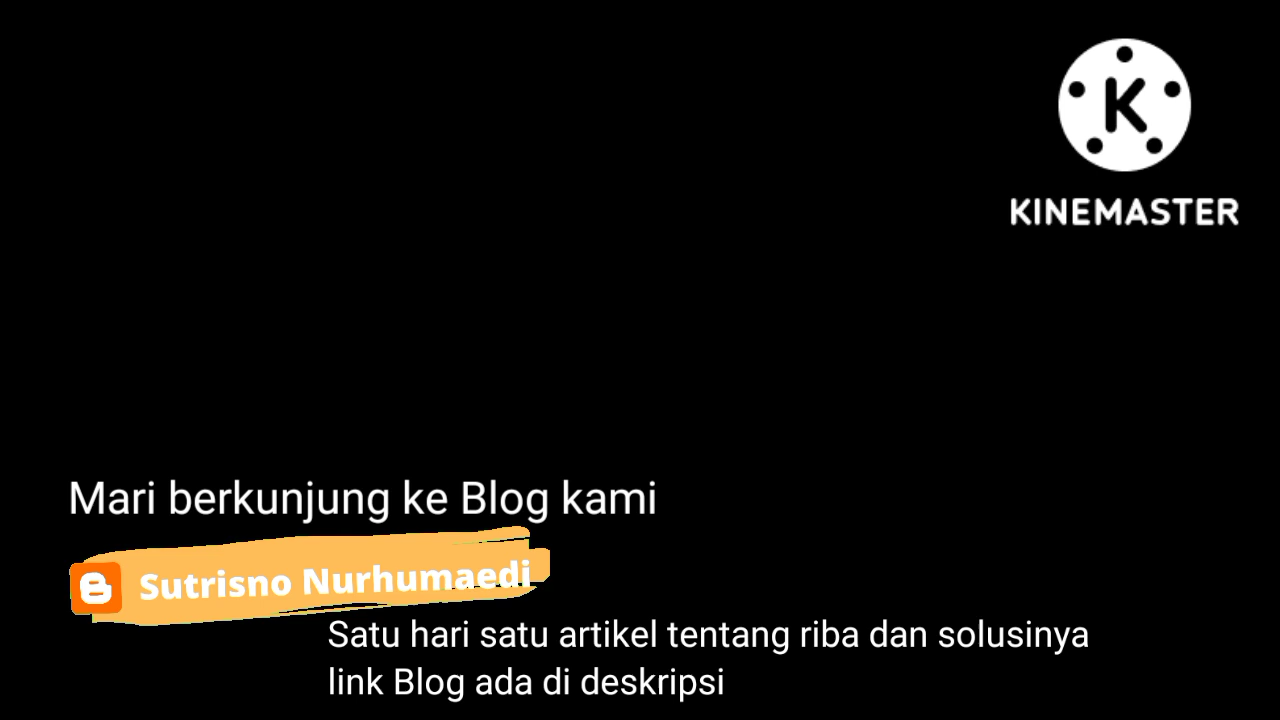 KINEMASTER
Mari berkunjung ke Blog kami
Sutrisno Nurhumaedi
Satu hari satu artikel tentang riba dan solusinya
link Blog ada di deskripsi